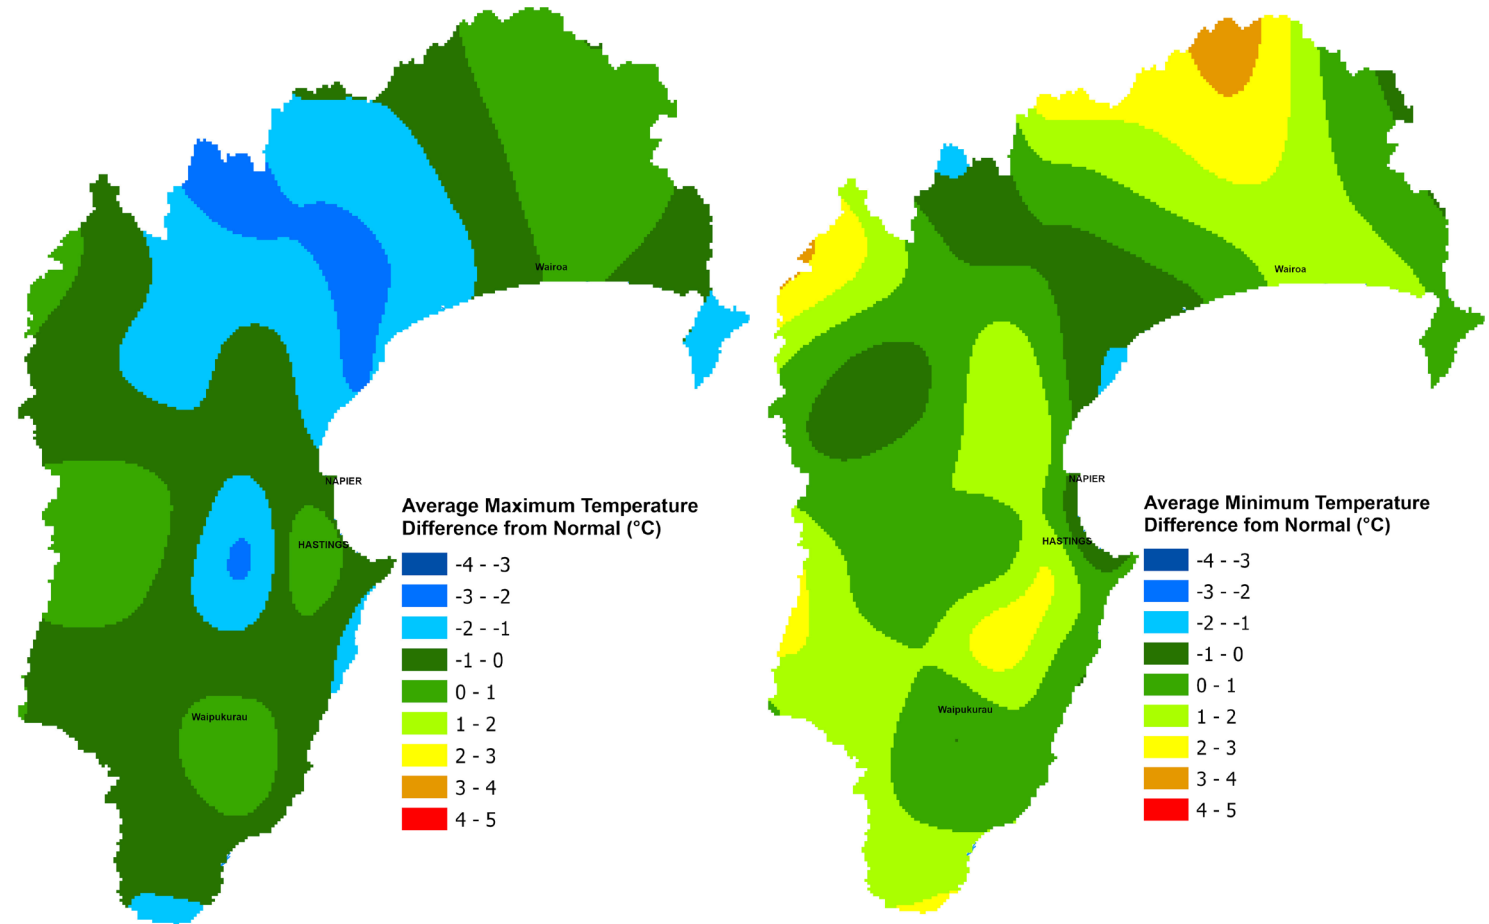 Wairoa
NAPIER
HASTINGS
Waipukurau
Average Maximum Temperature
Difference from Normal (°C)
-4 - -3
-3 - -2
-2 - -1
-1 - 0
0 - 1
1 - 2
2 - 3
3 - 4
4 - 5
Wairoa
NAPIER
HASTINGS
Waipukurau
Average Minimum Temperature
Difference fom Normal (°C)
-4 - -3
-3 - -2
-2 - -1
-1 - 0
0 - 1
1 - 2
2 - 3
3 - 4
4 - 5